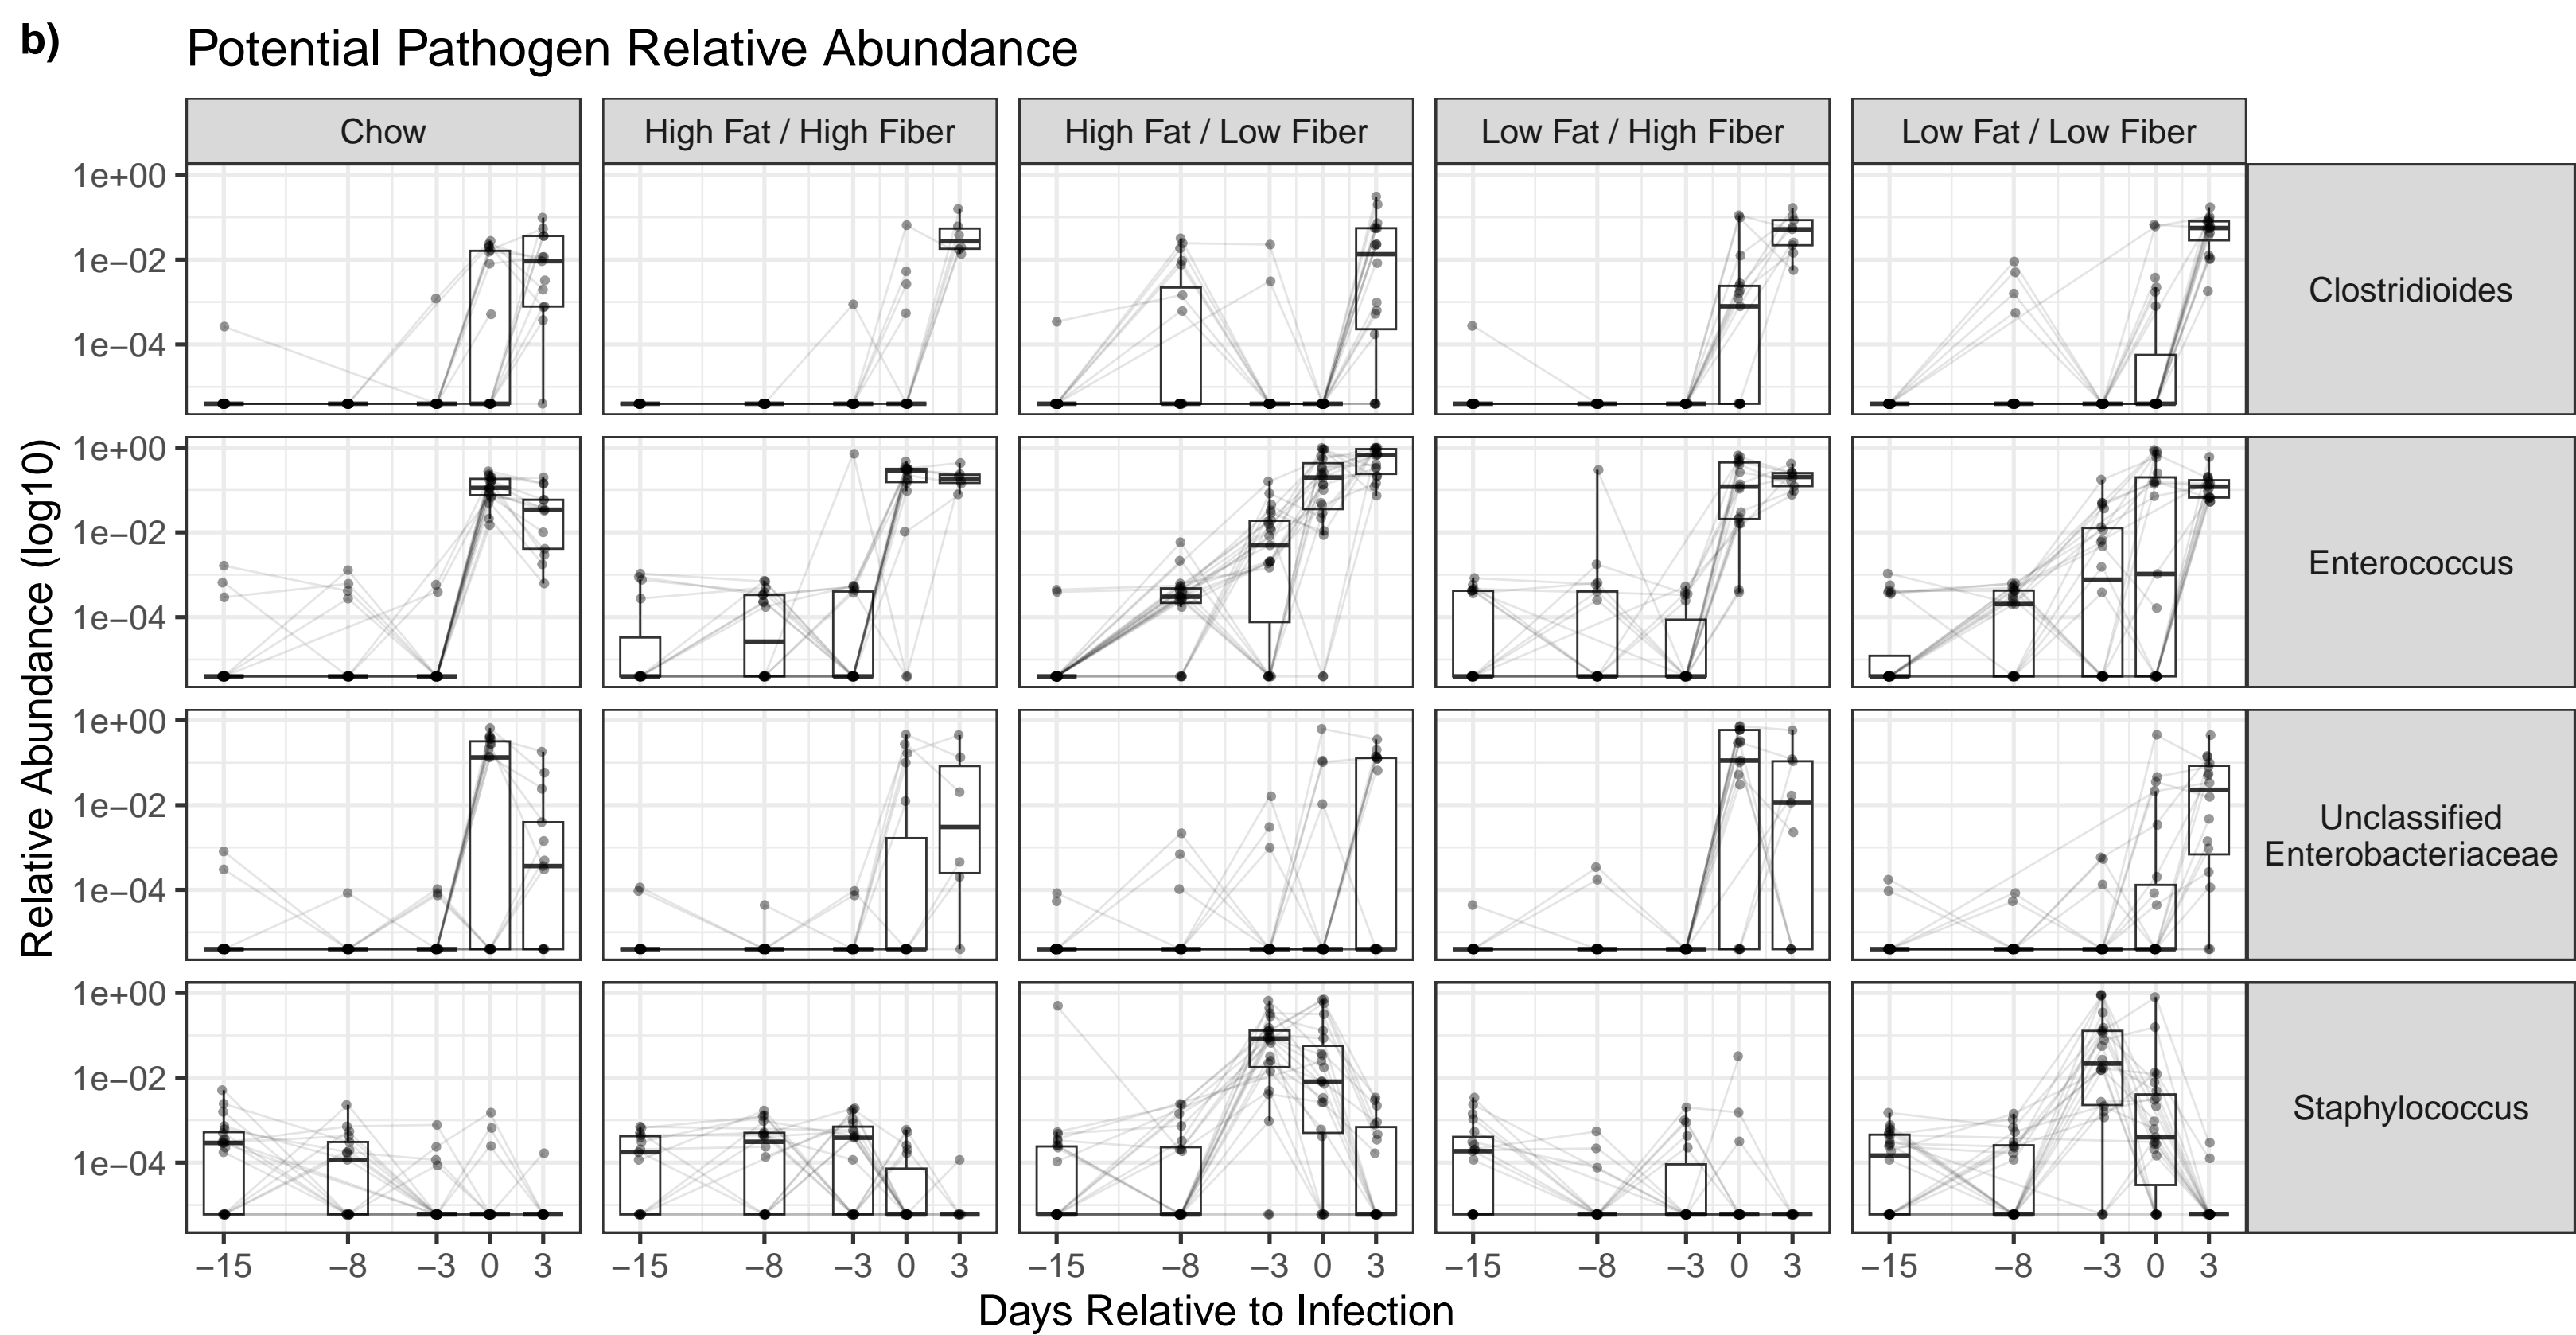 b)
Potential Pathogen Relative Abundance
Chow
High Fat / High Fiber
High Fat / Low Fiber
Low Fat / High Fiber
Low Fat / Low Fiber
1e+00
1e−02
1e−04
Clostridioides
1e+00
1e−02
1e−04
Enterococcus
1e+00
1e−02
1e−04
Unclassified
Enterobacteriaceae
1e+00
1e−02
1e−04
Staphylococcus
Relative Abundance (log10)
−15 −8 −3 0 3
−15 −8 −3 0 3
−15 −8 −3 0 3
−15 −8 −3 0 3
−15 −8 −3 0 3
Days Relative to Infection